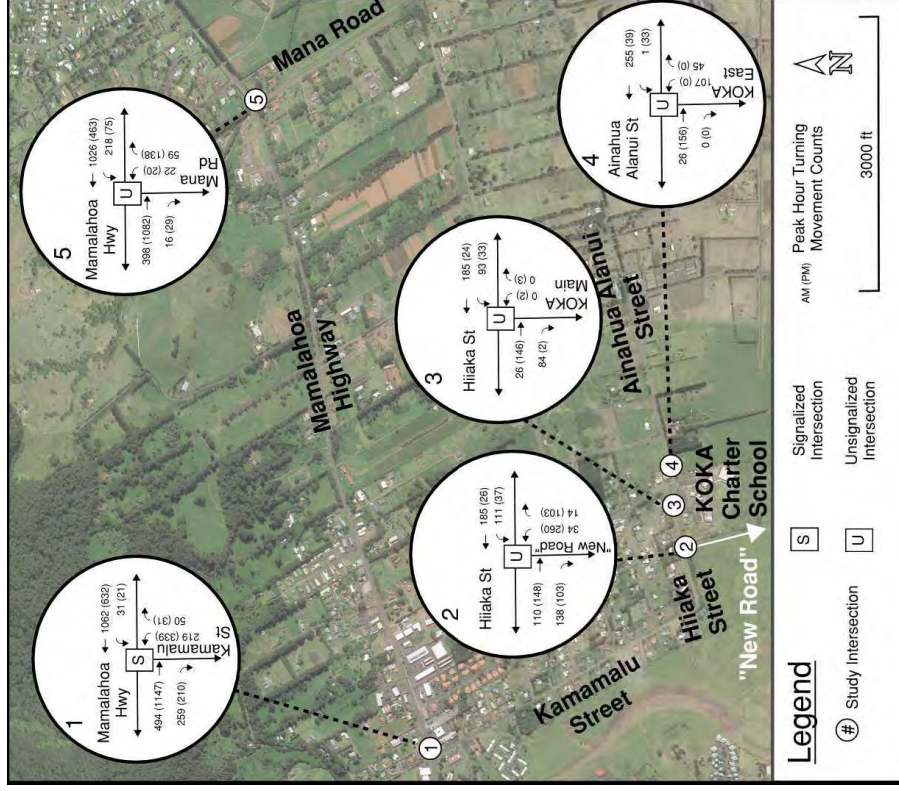 1
Mamalahoa
Hwy
1062 (632)
31 (21)
S
494 (1147)
259 (210)
219 (339)
50 (31)
Kamamalu
St
5
Mamalahoa
Hwy
1026 (463)
218 (75)
U
398 (1082)
16 (29)
22 (20)
59 (138)
Mana
Rd
5
Mana Road
Mamalahoa
Highway
2
Hiiaka St
185 (26)
111 (37)
U
110 (148)
138 (103)
34 (260)
14 (103)
"New Road"
3
Hiiaka St
185 (24)
93 (33)
U
26 (146)
84 (2)
0 (2)
0 (3)
KOKA
Main
4
Ainahua
Alanui St
255 (39)
1 (33)
U
26 (156)
0 (0)
107 (0)
45 (0)
KOKA
East
1
Kamamalu
Street
Hiiaka
Street
2
3
4
Ainahua Alanui
Street
KOKA
Charter
School
"New Road"
Legend
# Study Intersection
S Signalized
Intersection
U Unsignalized
Intersection
AM (PM) Peak Hour Turning
Movement Counts
N
3000 ft